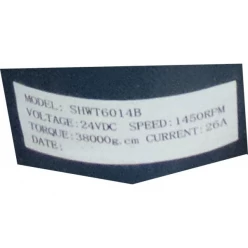 MODEL: SHWT6014B
VOLTAGE: 24VDC SPEED: 1450RPM
TORQUE: 38000g.cm CURRENT: 26A
DATE: